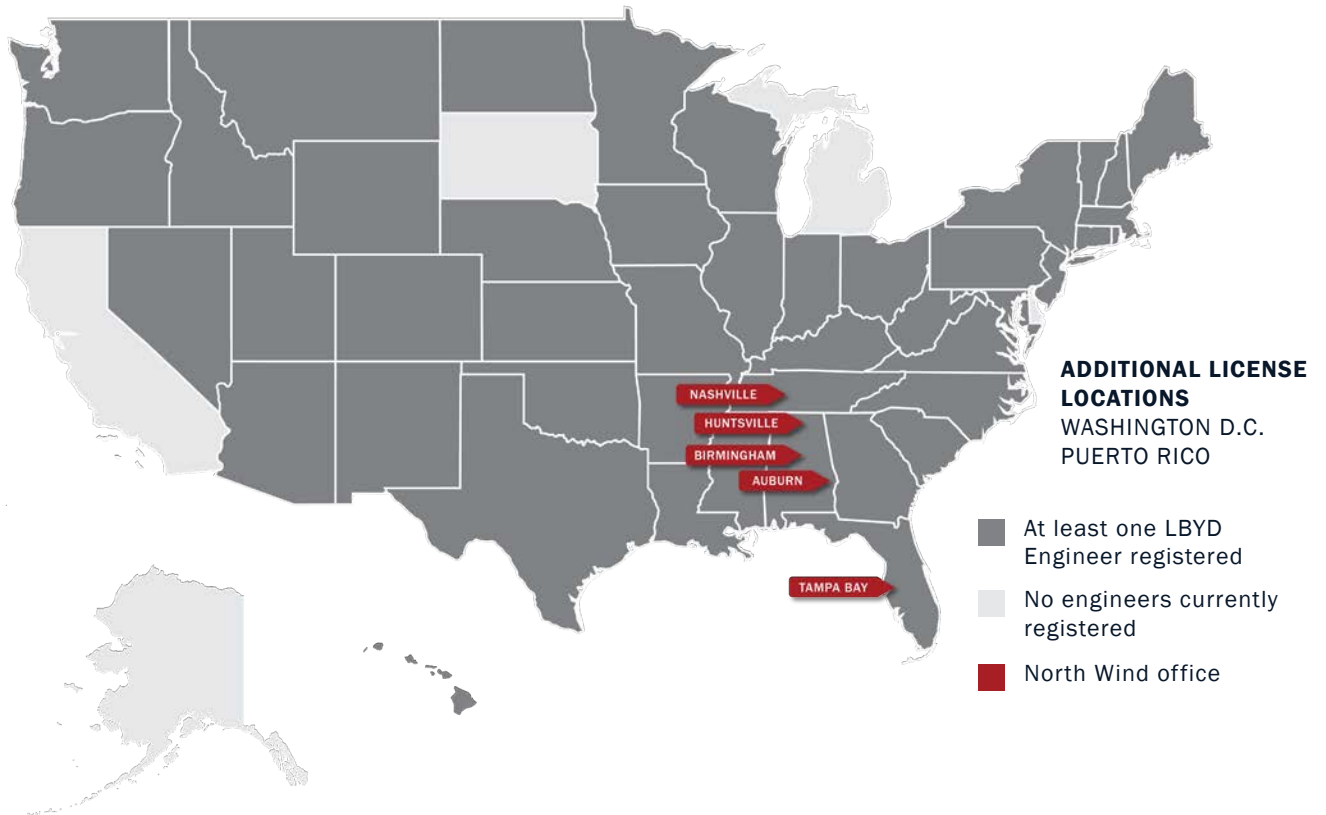 NASHVILLE
HUNTSVILLE
BIRMINGHAM
AUBURN
TAMPA BAY
ADDITIONAL LICENSE
LOCATIONS
WASHINGTON D.C.
PUERTO RICO
At least one LBYD
Engineer registered
No engineers currently
registered
North Wind office